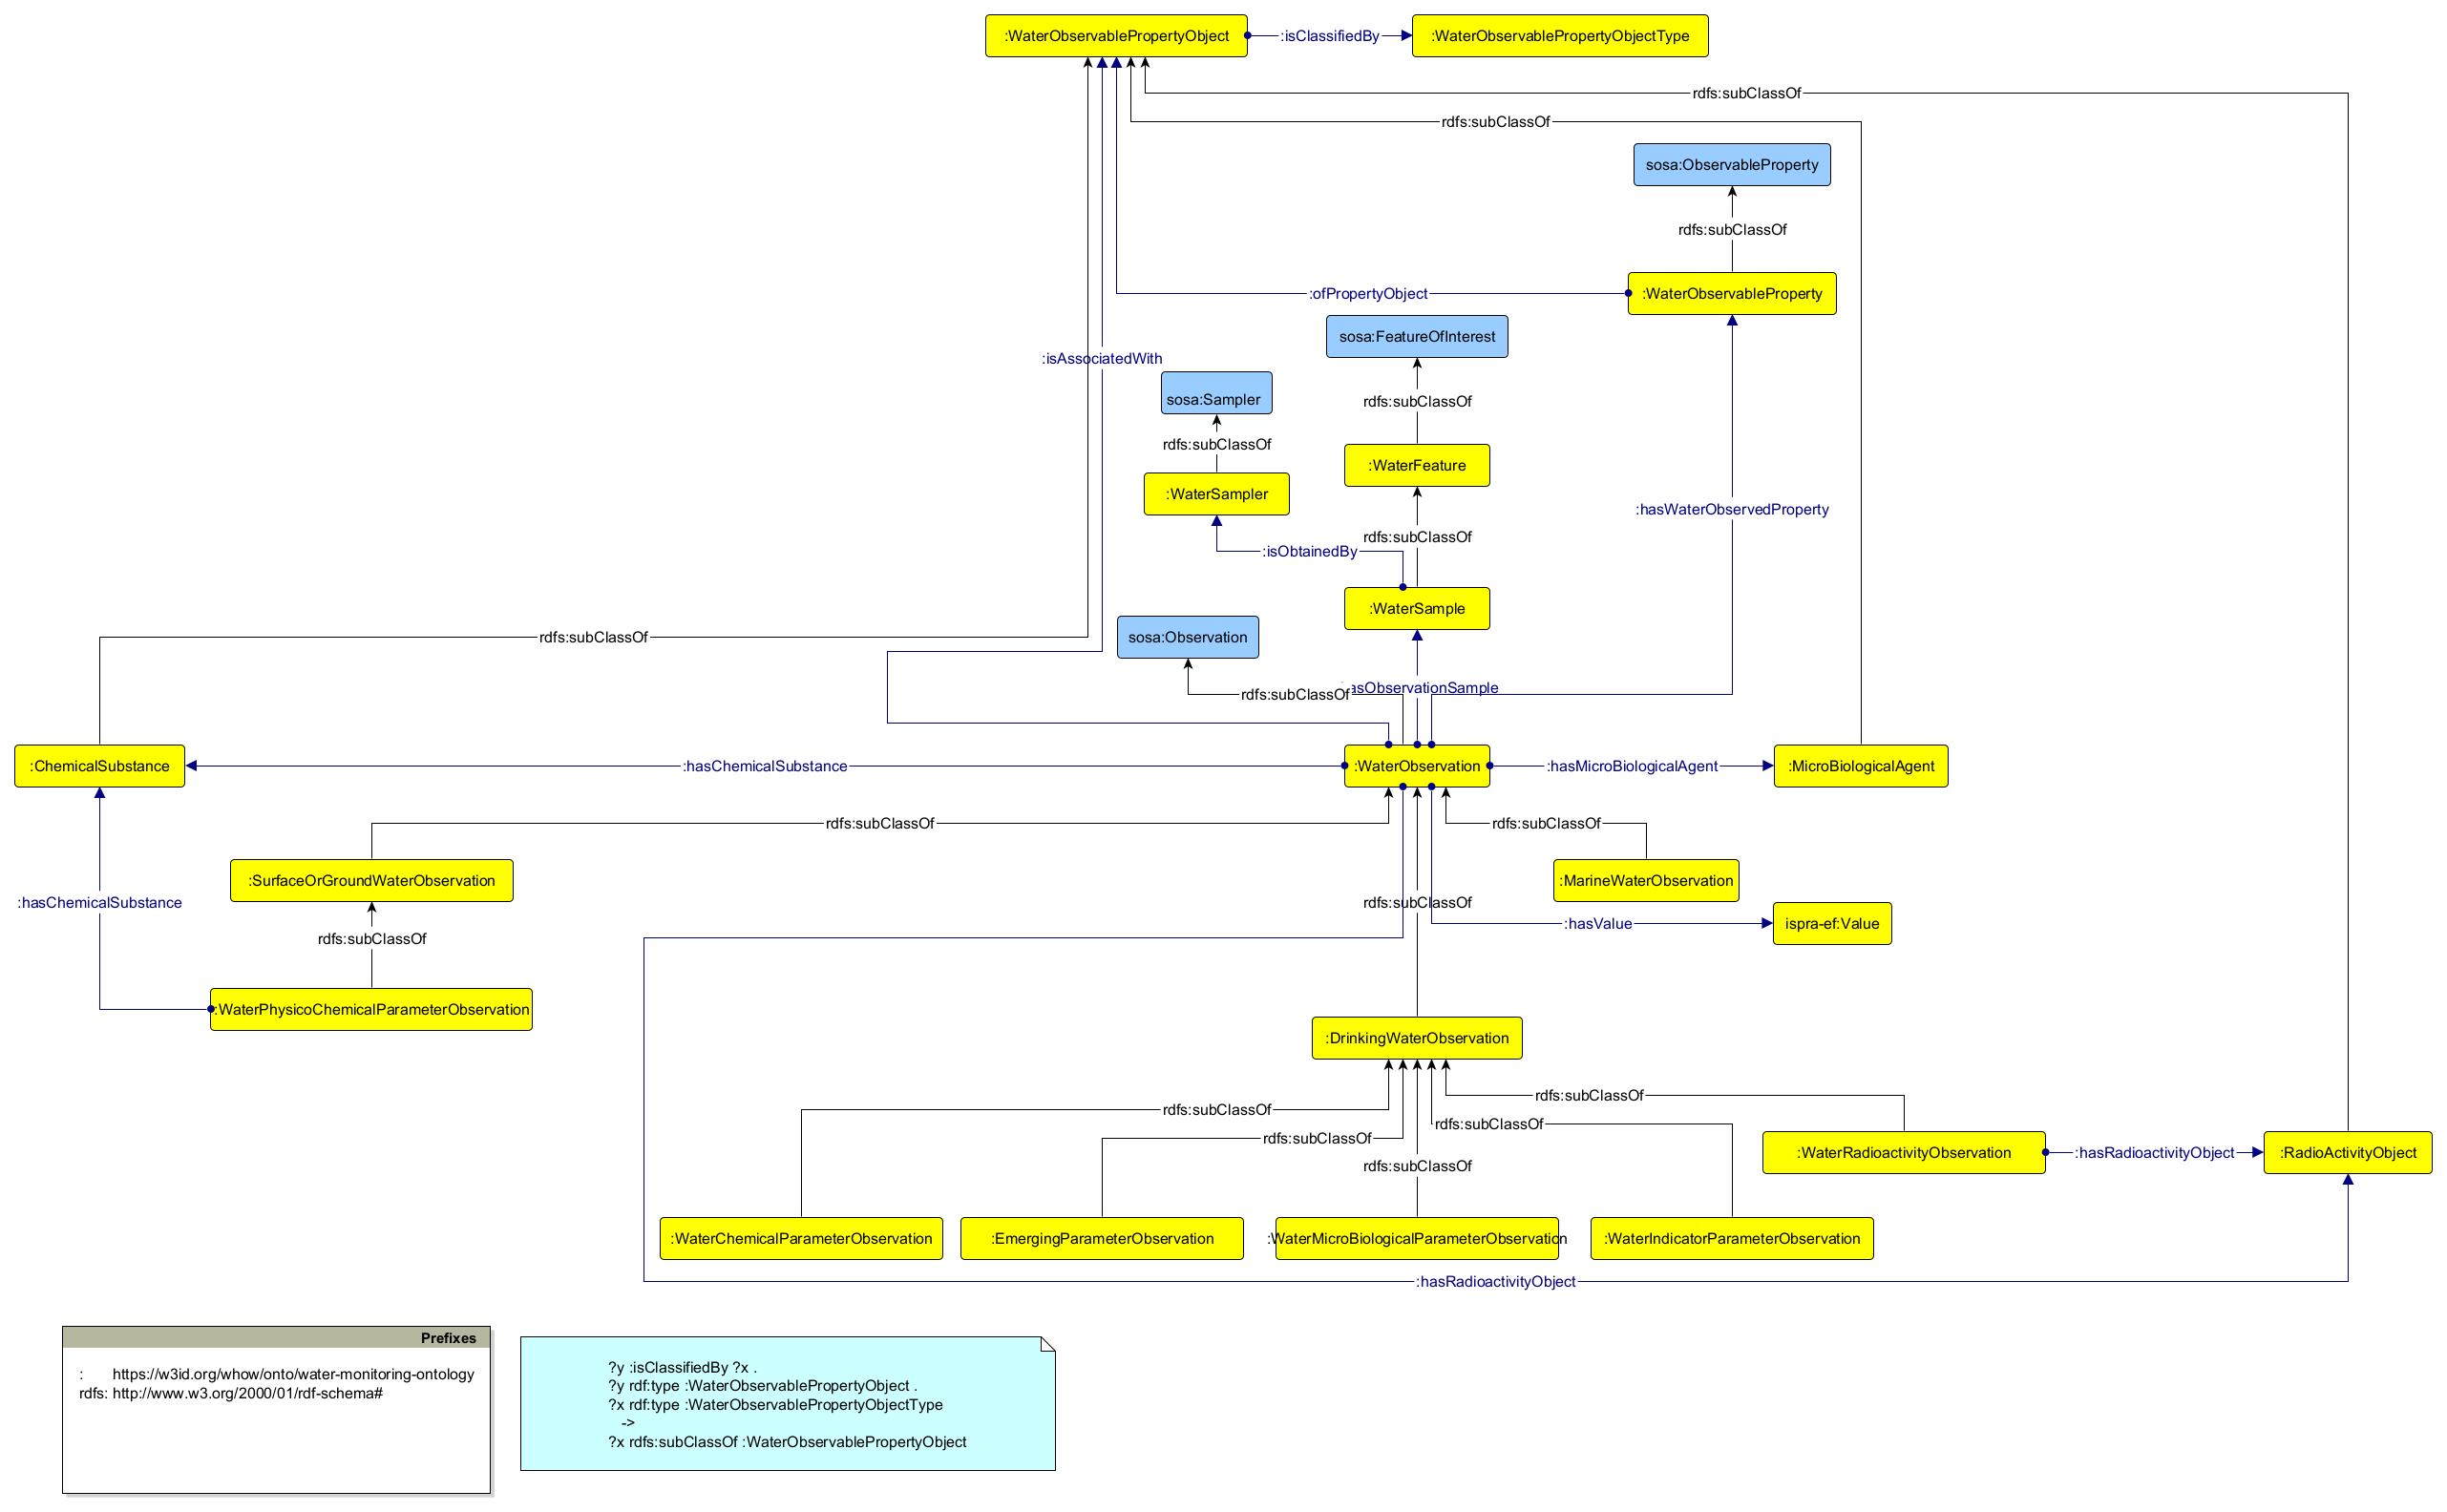 :WaterObservablePropertyObject
:isClassifiedBy
:WaterObservablePropertyObjectType
rdfs:subClassOf
rdfs:subClassOf
sosa:ObservableProperty
rdfs:subClassOf
:ofPropertyObject
:WaterObservableProperty
sosa:FeatureOfInterest
:isAssociatedWith
sosa:Sampler
rdfs:subClassOf
rdfs:subClassOf
:WaterFeature
:WaterSampler
:hasWaterObservedProperty
rdfs:subClassOf
:isObtainedBy
:WaterSample
rdfs:subClassOf
sosa:Observation
rdfs:subClassOf
asObservationSample
:ChemicalSubstance
:hasChemicalSubstance
:WaterObservation
:hasMicroBiologicalAgent
:MicroBiologicalAgent
rdfs:subClassOf
rdfs:subClassOf
:SurfaceOrGroundWaterObservation
:MarineWaterObservation
:hasChemicalSubstance
rdfs:subClassOf
:hasValue
ispra-ef:Value
rdfs:subClassOf
:WaterPhysicoChemicalParameterObservation
:DrinkingWaterObservation
rdfs:subClassOf
rdfs:subClassOf
rdfs:subClassOf
rdfs:subClassOf
rdfs:subClassOf
:WaterRadioactivityObservation
:hasRadioactivityObject
:RadioActivityObject
:WaterChemicalParameterObservation
:EmergingParameterObservation
:WaterMicroBiologicalParameterObservation
:WaterIndicatorParameterObservation
:hasRadioactivityObject
Prefixes
: https://w3id.org/whow/onto/water-monitoring-ontology
rdfs: http://www.w3.org/2000/01/rdf-schema#
?y :isClassifiedBy ?x .
?y rdf:type :WaterObservablePropertyObject .
?x rdf:type :WaterObservablePropertyObjectType
->
?x rdfs:subClassOf :WaterObservablePropertyObject